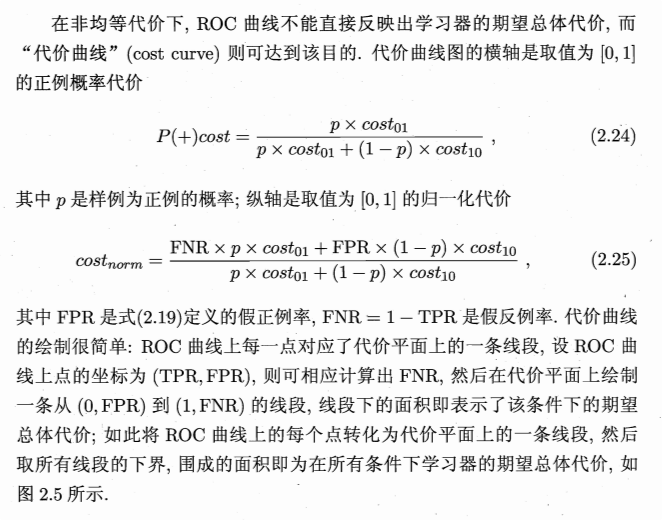 在非均等代价下, ROC 曲线不能直接反映出学习器的期望总体代价, 而
“代价曲线” (cost curve) 则可达到该目的. 代价曲线图的横轴是取值为 [0,1]
的正例概率代价
P(+)cost = \frac{p × cost_{01}}{p × cost_{01} + (1 − p) × cost_{10}} , (2.24)
其中 p 是样例为正例的概率; 纵轴是取值为 [0,1] 的归一化代价
cost_{norm} = \frac{FNR × p × cost_{01} + FPR × (1 − p) × cost_{10}}{p × cost_{01} + (1 − p) × cost_{10}} , (2.25)
其中 FPR 是式(2.19)定义的假正例率, FNR = 1 − TPR 是假反例率. 代价曲线
的绘制很简单: ROC 曲线上每一点对应了代价平面上的一条线段, 设 ROC 曲
线上点的坐标为 (TPR, FPR), 则可相应计算出 FNR, 然后在代价平面上绘制
一条从 (0, FPR) 到 (1, FNR) 的线段, 线段下的面积即表示了该条件下的期望
总体代价; 如此将 ROC 曲线上的每个点转化为代价平面上的一条线段, 然后
取所有线段的下界, 围成的面积即为在所有条件下学习器的期望总体代价, 如
图 2.5 所示.